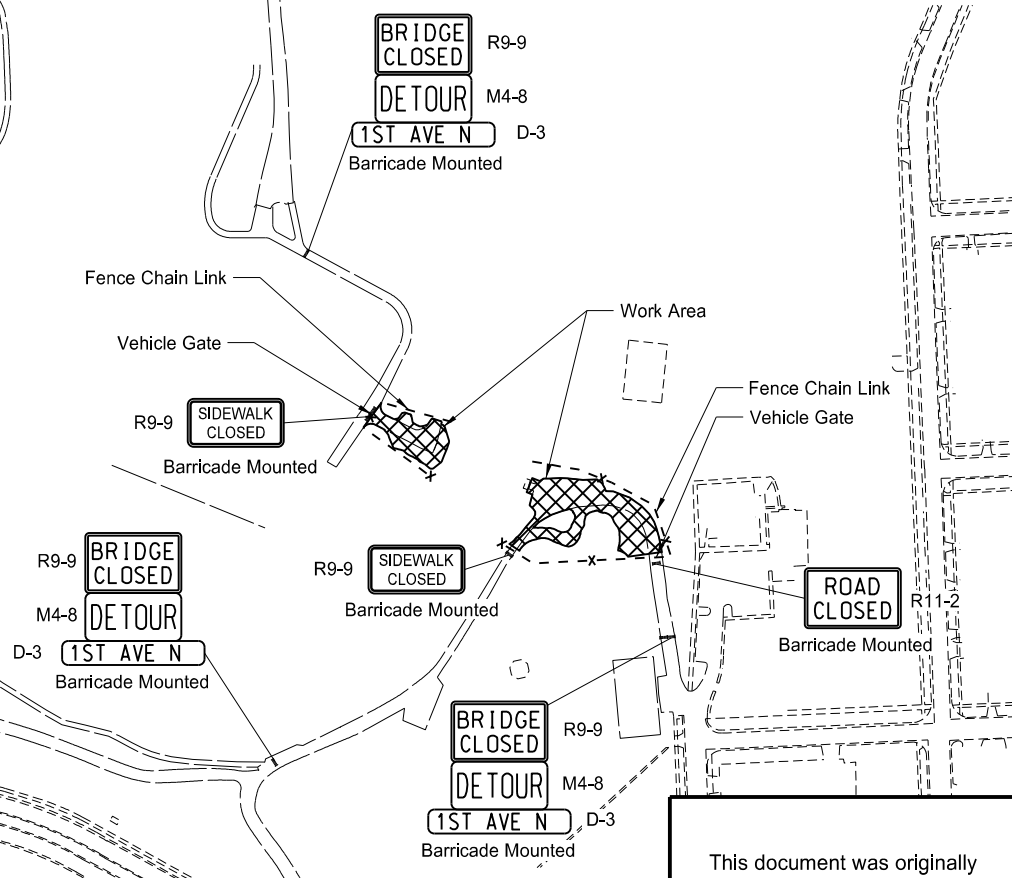 BRIDGE
CLOSED
R9-9
DETOUR
M4-8
1ST AVE N
D-3
Barricade Mounted
Fence Chain Link
Work Area
Vehicle Gate
Fence Chain Link
Vehicle Gate
R9-9
SIDEWALK
CLOSED
Barricade Mounted
R9-9
BRIDGE
CLOSED
M4-8
DETOUR
D-3
1ST AVE N
Barricade Mounted
R9-9
SIDEWALK
CLOSED
Barricade Mounted
ROAD
CLOSED
R11-2
Barricade Mounted
BRIDGE
CLOSED
R9-9
DETOUR
M4-8
1ST AVE N
D-3
Barricade Mounted
This document was originally